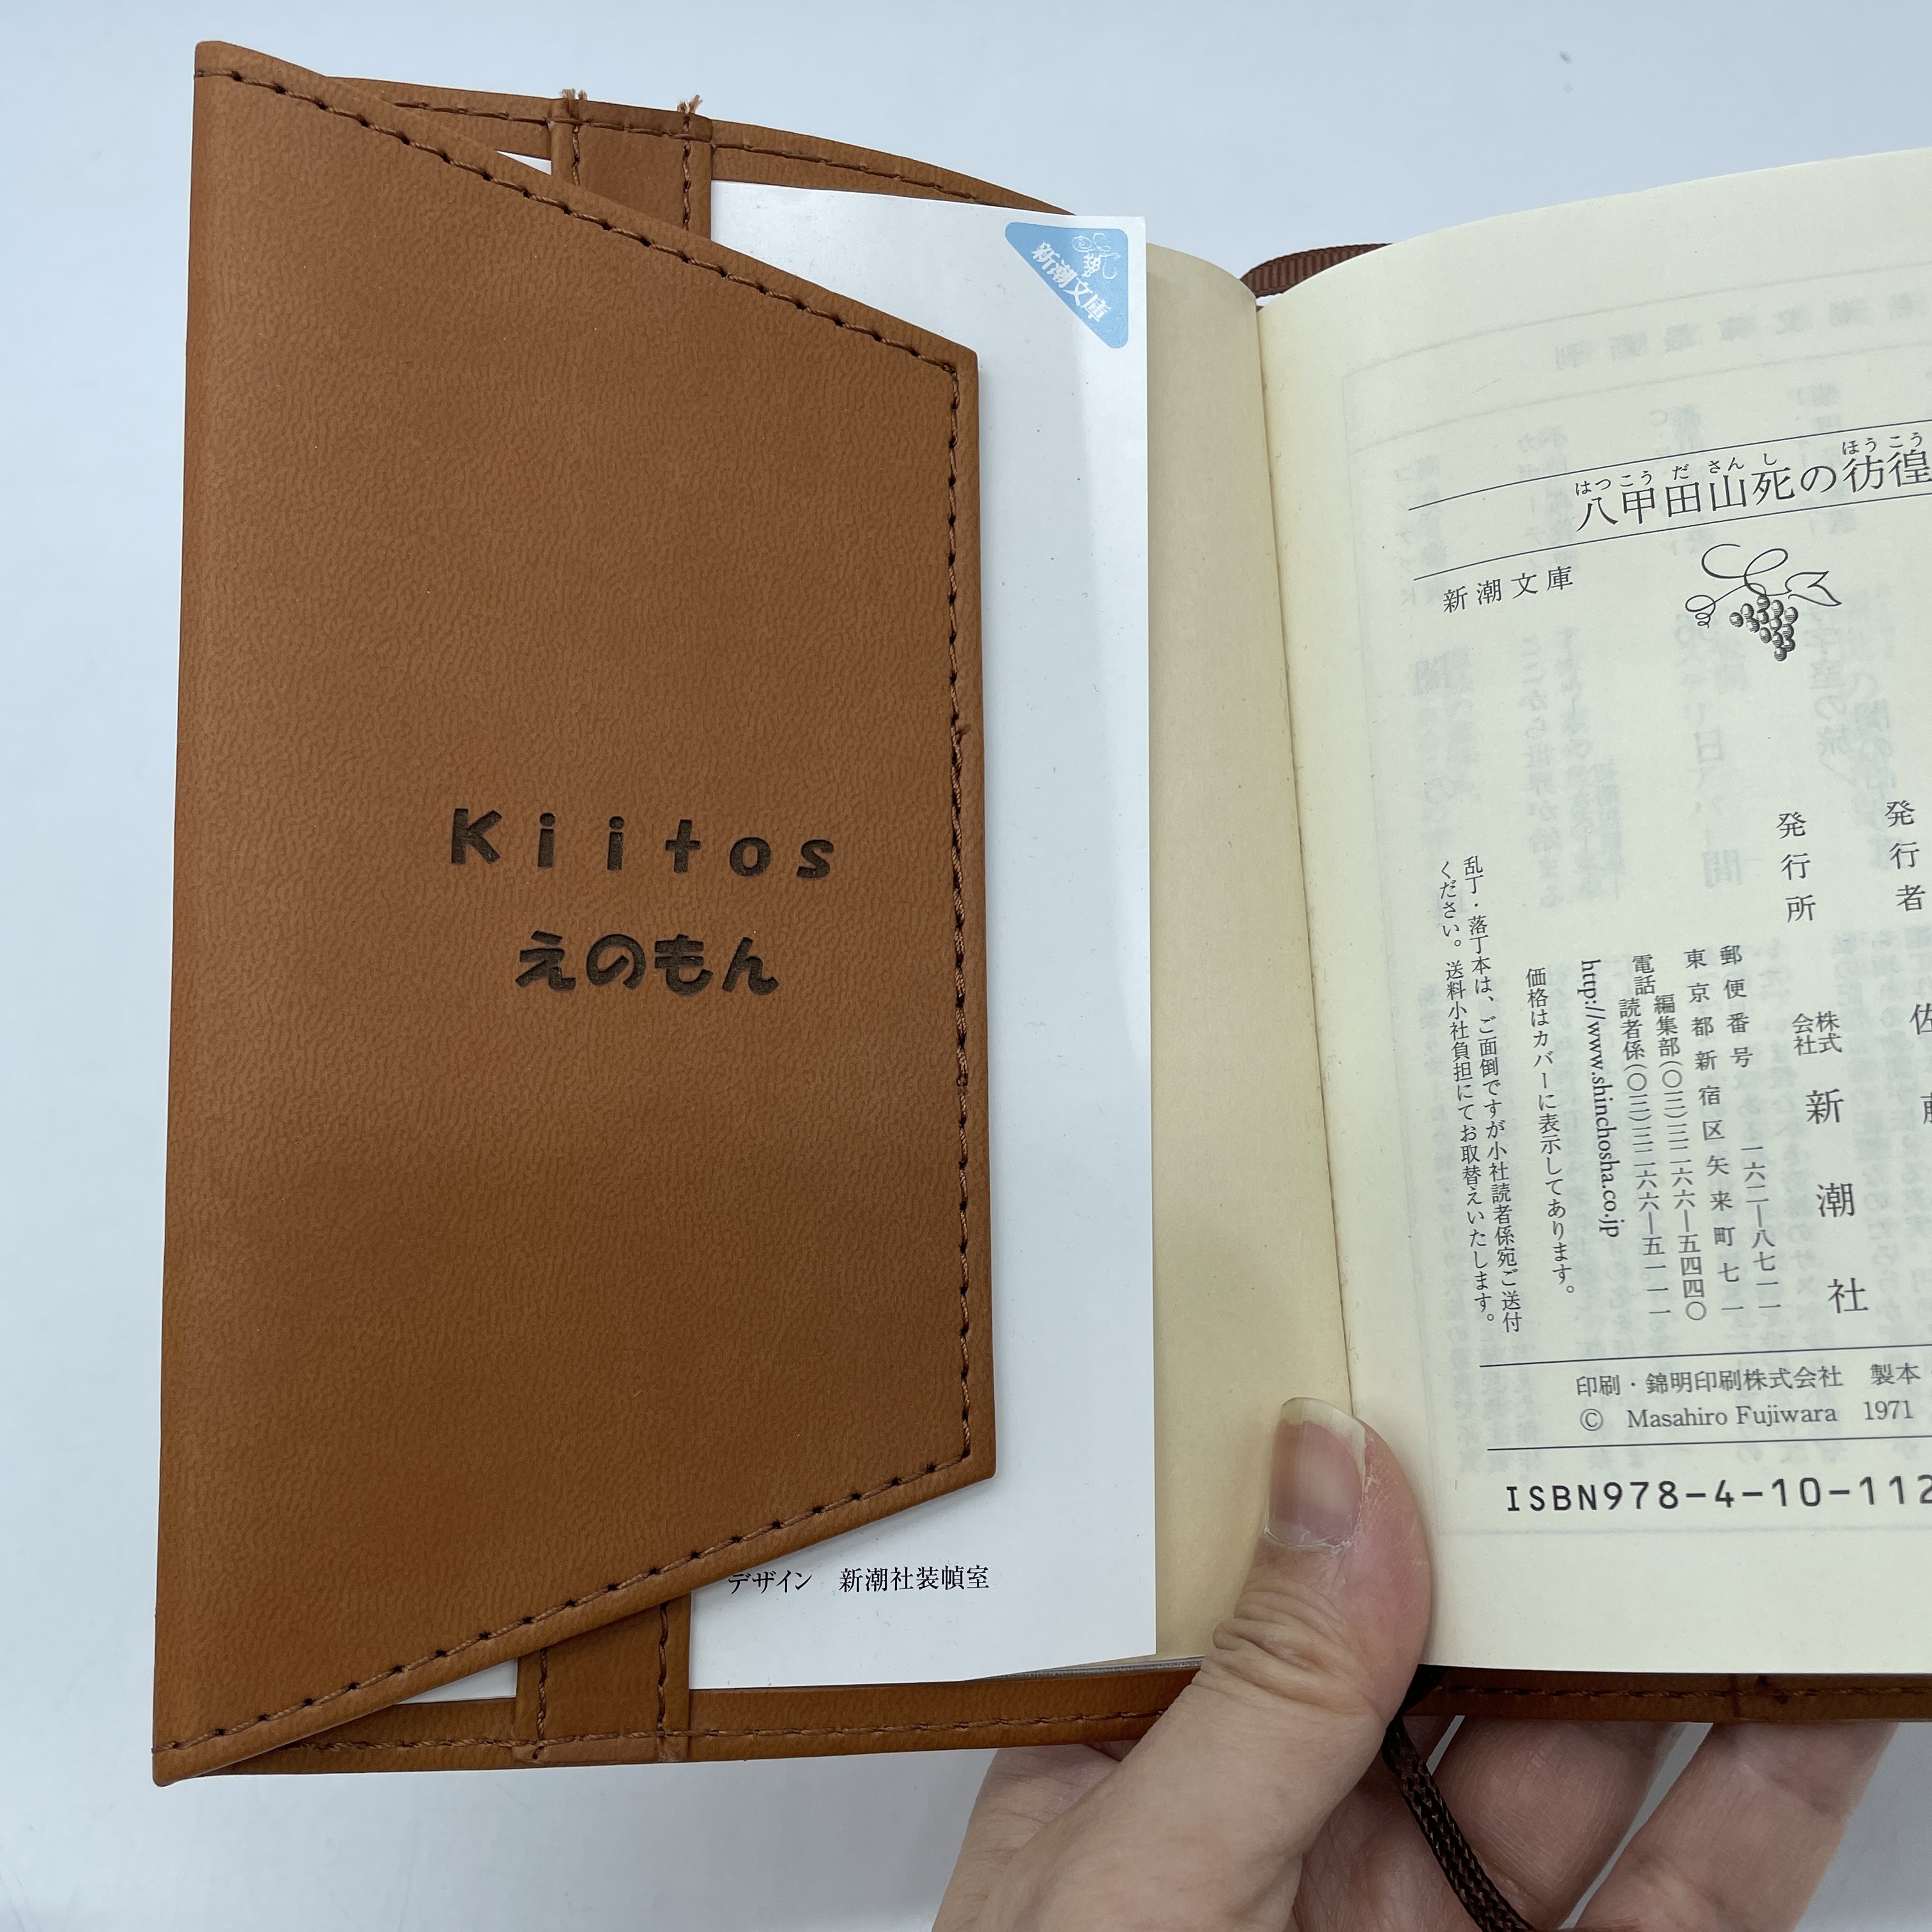 Kiitos
えのもん
新潮文庫
デザイン　新潮社装幀室
はっこうださんし ほうこう
八甲田山死の彷徨
新潮文庫
発行者
佐
発行所
株式会社 新潮社
郵便番号 一六二―八七一一
東京都新宿区矢来町七一
電話 編集部(〇三)三二六六―五四四〇
読者係(〇三)三二六六―五一一一
http://www.shinchosha.co.jp
価格はカバーに表示してあります。
乱丁・落丁本は、ご面倒ですが小社読者係宛ご送付
ください。送料小社負担にてお取替えいたします。
印刷・錦明印刷株式会社　製本
© Masahiro Fujiwara 1971
ISBN978-4-10-112